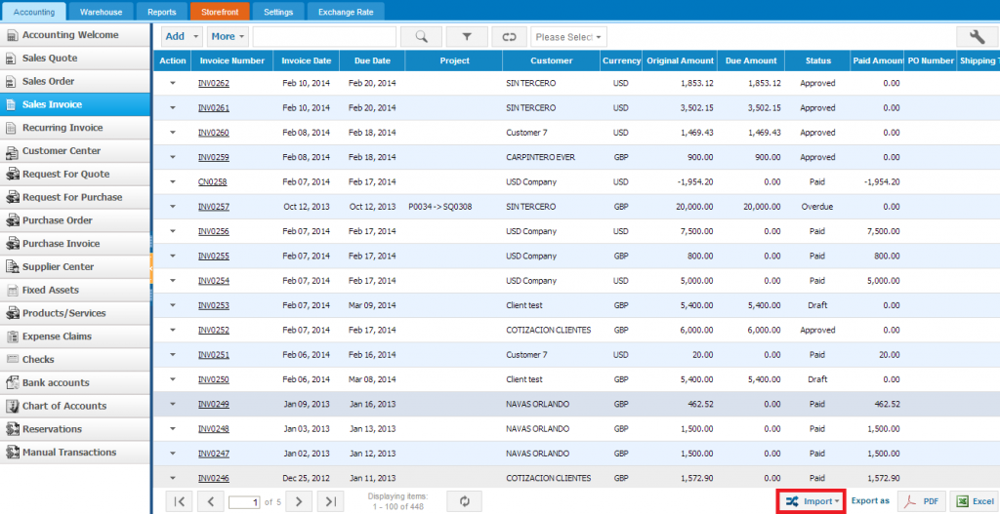 Accounting Warehouse Reports Storefront Settings Exchange Rate
Accounting Welcome
Sales Quote
Sales Order
Sales Invoice
Recurring Invoice
Customer Center
Request For Quote
Request For Purchase
Purchase Order
Purchase Invoice
Supplier Center
Fixed Assets
Products/Services
Expense Claims
Checks
Bank accounts
Chart of Accounts
Reservations
Manual Transactions
Add More Please Select
Action Invoice Number Invoice Date Due Date Project Customer Currency Original Amount Due Amount Status Paid Amount PO Number Shipping T
INV0262 Feb 10, 2014 Feb 20, 2014 SIN TERCERO USD 1,853.12 1,853.12 Approved 0.00
INV0261 Feb 10, 2014 Feb 20, 2014 SIN TERCERO USD 3,502.15 3,502.15 Approved 0.00
INV0260 Feb 08, 2014 Feb 18, 2014 Customer 7 USD 1,469.43 1,469.43 Approved 0.00
INV0259 Feb 08, 2014 Feb 18, 2014 CARPINTERO EVER GBP 900.00 900.00 Approved 0.00
CN0258 Feb 07, 2014 Feb 17, 2014 USD Company USD -1,954.20 0.00 Paid -1,954.20
INV0257 Oct 12, 2013 Oct 12, 2013 P0034 -> SQ0308 SIN TERCERO GBP 20,000.00 20,000.00 Overdue 0.00
INV0256 Feb 07, 2014 Feb 17, 2014 USD Company USD 7,500.00 0.00 Paid 7,500.00
INV0255 Feb 07, 2014 Feb 17, 2014 USD Company GBP 800.00 0.00 Paid 800.00
INV0254 Feb 07, 2014 Feb 17, 2014 USD Company USD 5,000.00 0.00 Paid 5,000.00
INV0253 Feb 07, 2014 Mar 09, 2014 Client test GBP 5,400.00 5,400.00 Draft 0.00
INV0252 Feb 07, 2014 Feb 17, 2014 COTIZACION CLIENTES GBP 6,000.00 6,000.00 Approved 0.00
INV0251 Feb 06, 2014 Feb 16, 2014 Customer 7 USD 20.00 0.00 Paid 20.00
INV0250 Feb 06, 2014 Mar 08, 2014 Client test GBP 5,400.00 5,400.00 Draft 0.00
INV0249 Jan 09, 2013 Jan 16, 2013 NAVAS ORLANDO GBP 462.52 0.00 Paid 462.52
INV0248 Jan 03, 2013 Jan 13, 2013 NAVAS ORLANDO GBP 1,500.00 0.00 Paid 1,500.00
INV0247 Jan 02, 2013 Jan 12, 2013 NAVAS ORLANDO GBP 1,500.00 0.00 Paid 1,500.00
INV0246 Dec 25, 2012 Jan 11, 2013 COTIZACION CLIENTES GBP 1,572.90 0.00 Paid 1,572.90
1 of 5 Displaying items: Import Export as PDF Excel
1 - 100 of 448